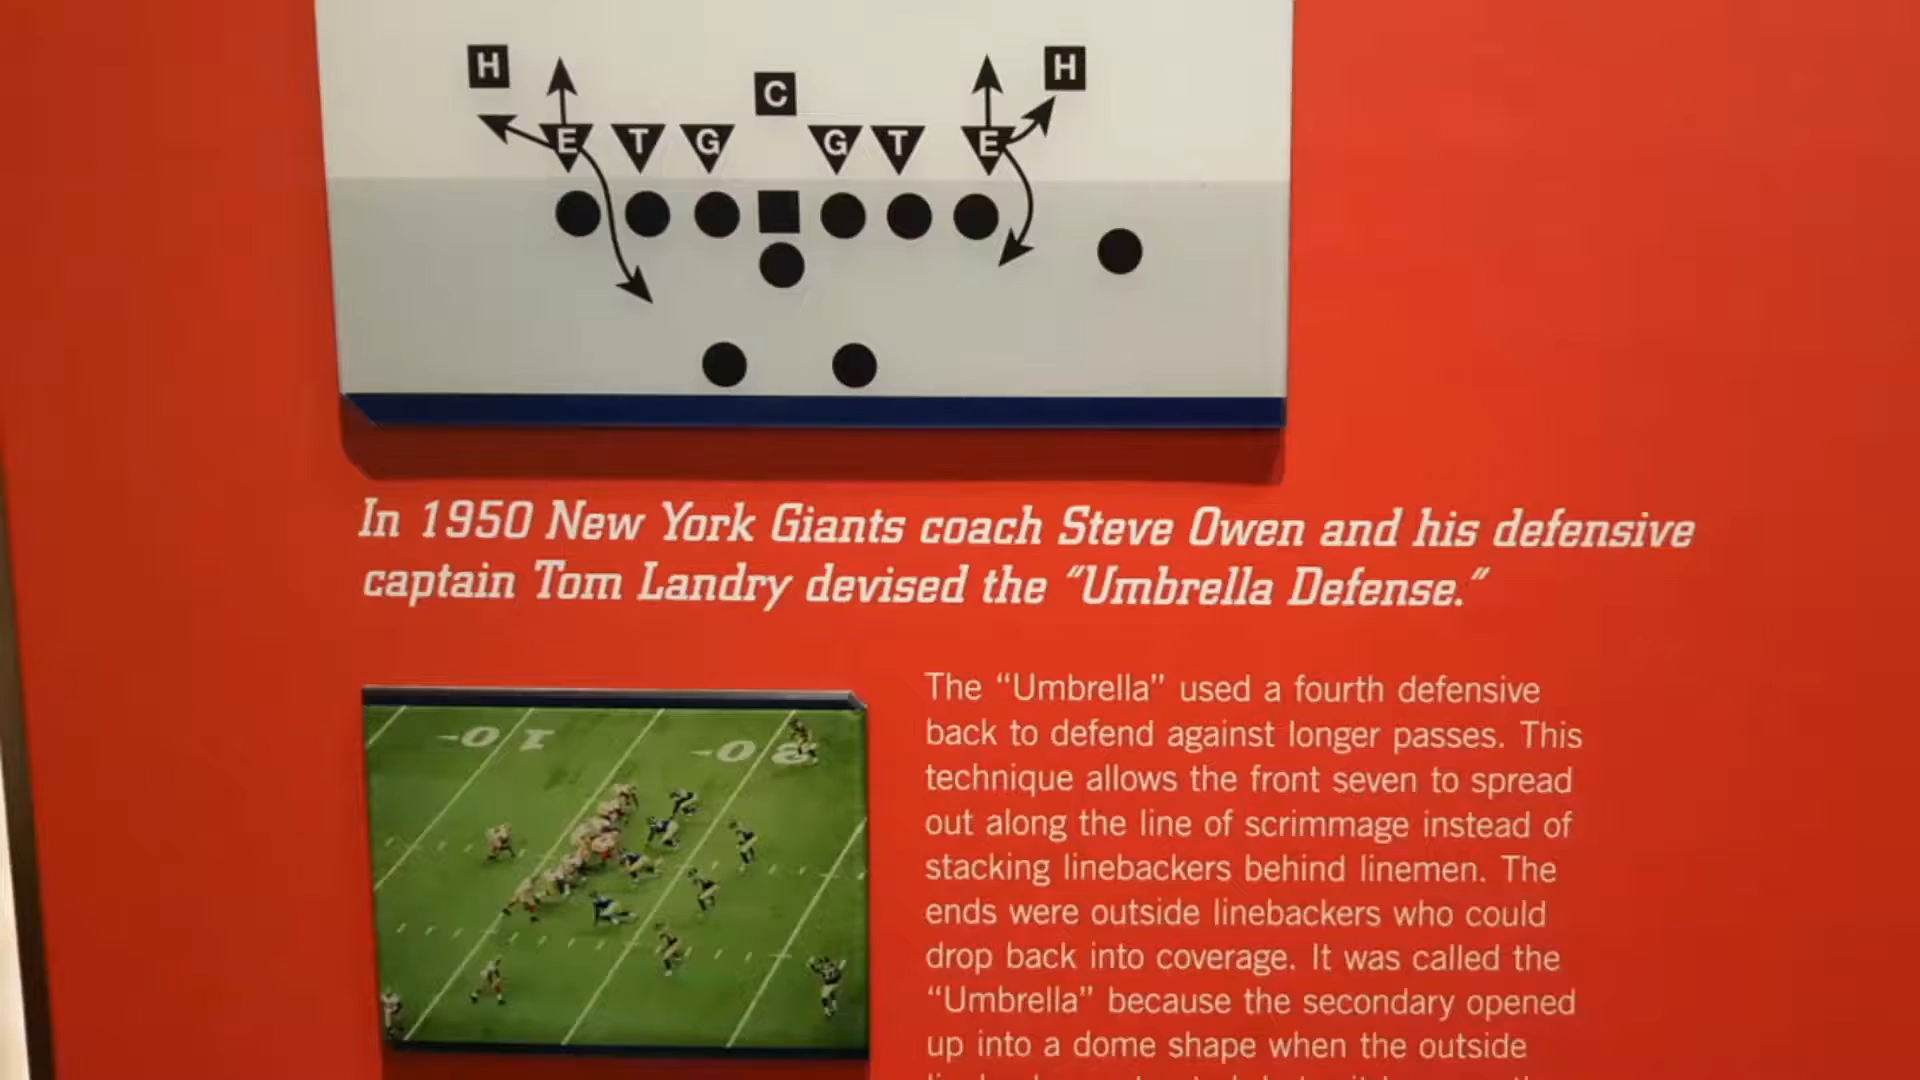 H C H
E T G G T E
In 1950 New York Giants coach Steve Owen and his defensive
captain Tom Landry devised the “Umbrella Defense.”
-0 1
-0 2
The “Umbrella” used a fourth defensive
back to defend against longer passes. This
technique allows the front seven to spread
out along the line of scrimmage instead of
stacking linebackers behind linemen. The
ends were outside linebackers who could
drop back into coverage. It was called the
“Umbrella” because the secondary opened
up into a dome shape when the outside